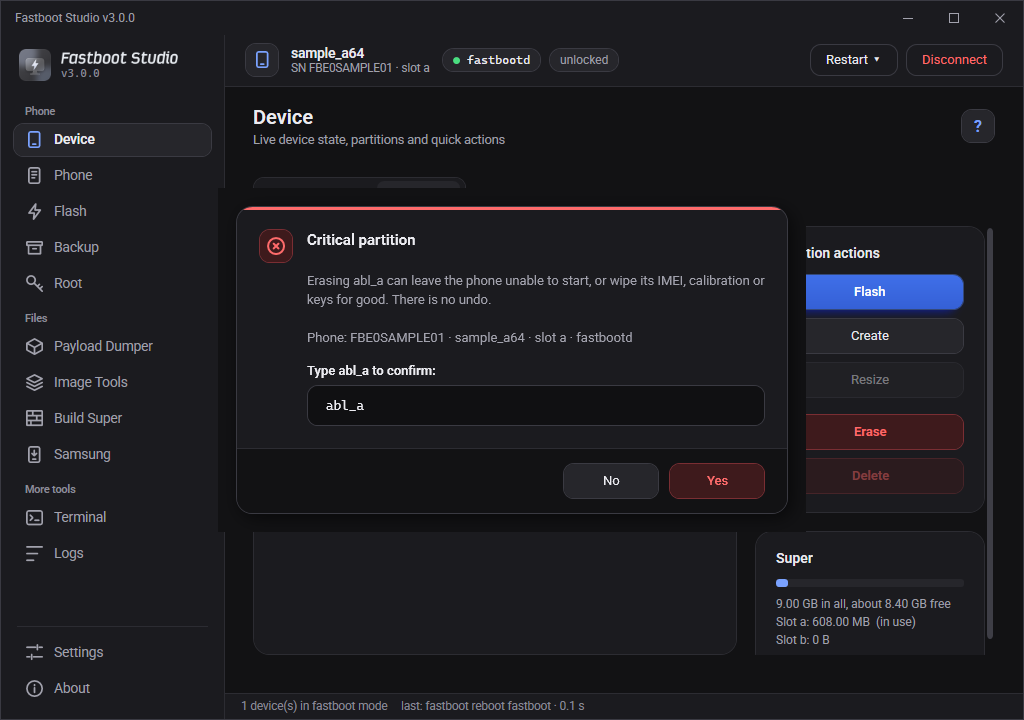 Fastboot Studio v3.0.0
Fastboot Studio
v3.0.0
sample_a64
SN FBE0SAMPLE01 · slot a
fastbootd
unlocked
Restart ▾
Disconnect
Phone
Device
Phone
Flash
Backup
Root
Files
Payload Dumper
Image Tools
Build Super
Samsung
More tools
Terminal
Logs
Settings
About
Device
Live device state, partitions and quick actions
?
Critical partition
Erasing abl_a can leave the phone unable to start, or wipe its IMEI, calibration or
keys for good. There is no undo.
Phone: FBE0SAMPLE01 · sample_a64 · slot a · fastbootd
Type abl_a to confirm:
abl_a
No
Yes
tion actions
Flash
Create
Resize
Erase
Delete
Super
9.00 GB in all, about 8.40 GB free
Slot a: 608.00 MB (in use)
Slot b: 0 B
1 device(s) in fastboot mode last: fastboot reboot fastboot · 0.1 s